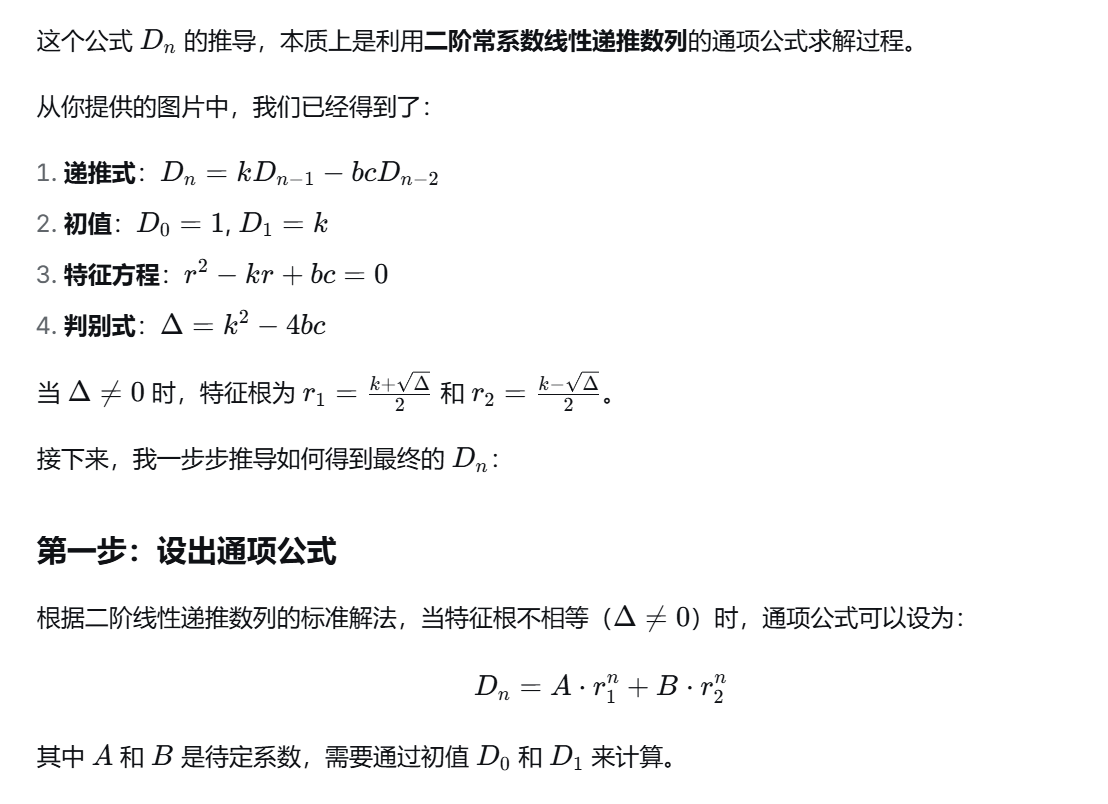 这个公式 $D_n$ 的推导，本质上是利用二阶常系数线性递推数列的通项公式求解过程。
从你提供的图片中，我们已经得到了：
1. 递推式：$D_n = kD_{n-1} - bcD_{n-2}$
2. 初值：$D_0 = 1, D_1 = k$
3. 特征方程：$r^2 - kr + bc = 0$
4. 判别式：$\Delta = k^2 - 4bc$
当 $\Delta \neq 0$ 时，特征根为 $r_1 = \frac{k+\sqrt{\Delta}}{2}$ 和 $r_2 = \frac{k-\sqrt{\Delta}}{2}$。
接下来，我一步步推导如何得到最终的 $D_n$：
第一步：设出通项公式
根据二阶线性递推数列的标准解法，当特征根不相等（$\Delta \neq 0$）时，通项公式可以设为：
$D_n = A \cdot r_1^n + B \cdot r_2^n$
其中 $A$ 和 $B$ 是待定系数，需要通过初值 $D_0$ 和 $D_1$ 来计算。